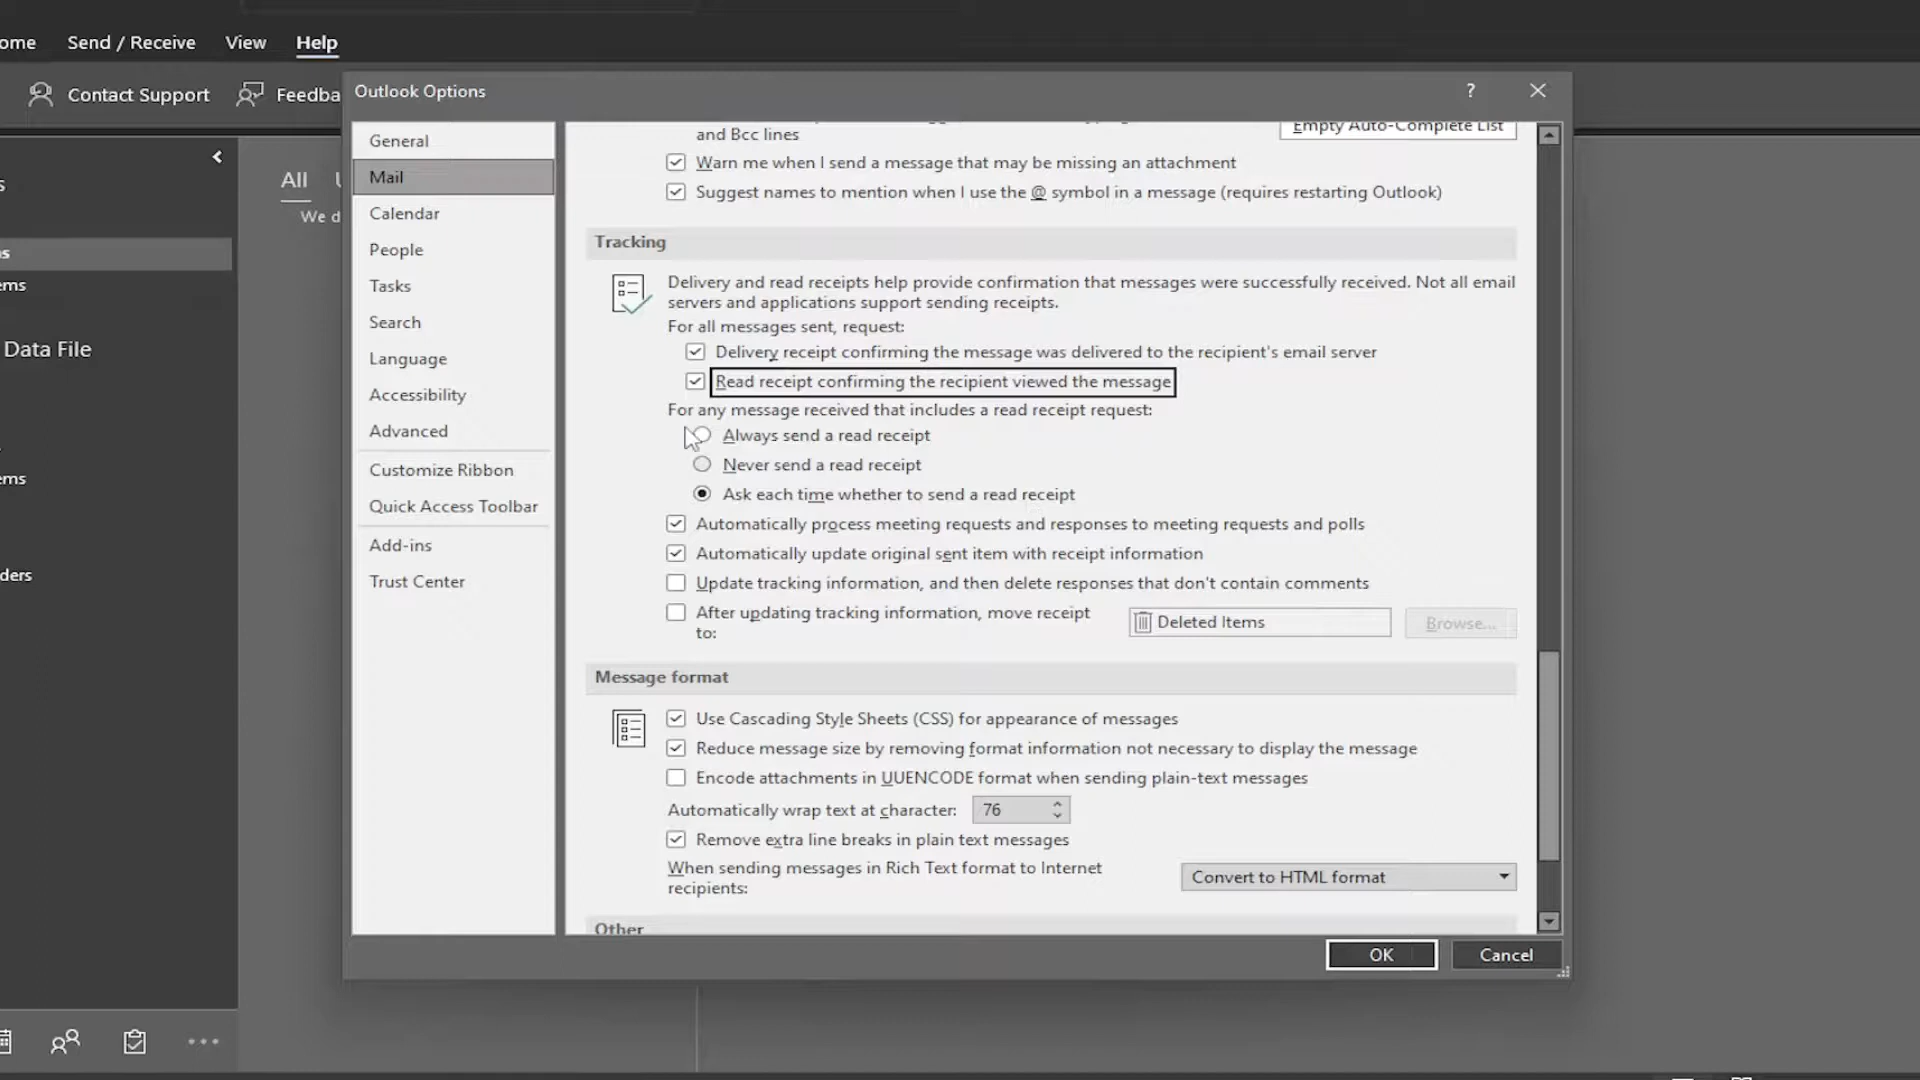 ome Send / Receive View Help
Contact Support Feedba
Outlook Options ?
s
All
We d
s
ems
Data File
ems
ders
General
Mail
Calendar
People
Tasks
Search
Language
Accessibility
Advanced
Customize Ribbon
Quick Access Toolbar
Add-ins
Trust Center
and Bcc lines
Empty Auto-Complete List
Warn me when I send a message that may be missing an attachment
Suggest names to mention when I use the @ symbol in a message (requires restarting Outlook)
Tracking
Delivery and read receipts help provide confirmation that messages were successfully received. Not all email
servers and applications support sending receipts.
For all messages sent, request:
Delivery receipt confirming the message was delivered to the recipient's email server
Read receipt confirming the recipient viewed the message
For any message received that includes a read receipt request:
Always send a read receipt
Never send a read receipt
Ask each time whether to send a read receipt
Automatically process meeting requests and responses to meeting requests and polls
Automatically update original sent item with receipt information
Update tracking information, and then delete responses that don't contain comments
After updating tracking information, move receipt
to:
Deleted Items
Browse...
Message format
Use Cascading Style Sheets (CSS) for appearance of messages
Reduce message size by removing format information not necessary to display the message
Encode attachments in UUENCODE format when sending plain-text messages
Automatically wrap text at character: 76
Remove extra line breaks in plain text messages
When sending messages in Rich Text format to Internet
recipients:
Convert to HTML format
Other
OK Cancel